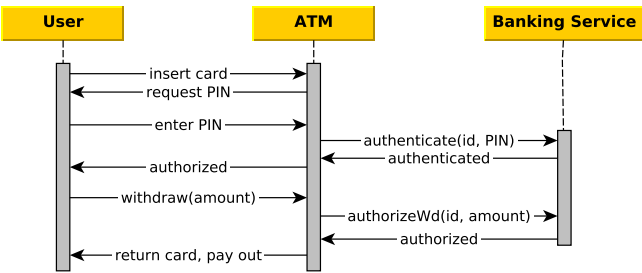 User
ATM
Banking Service
insert card
request PIN
enter PIN
authenticate(id, PIN)
authenticated
authorized
withdraw(amount)
authorizeWd(id, amount)
authorized
return card, pay out